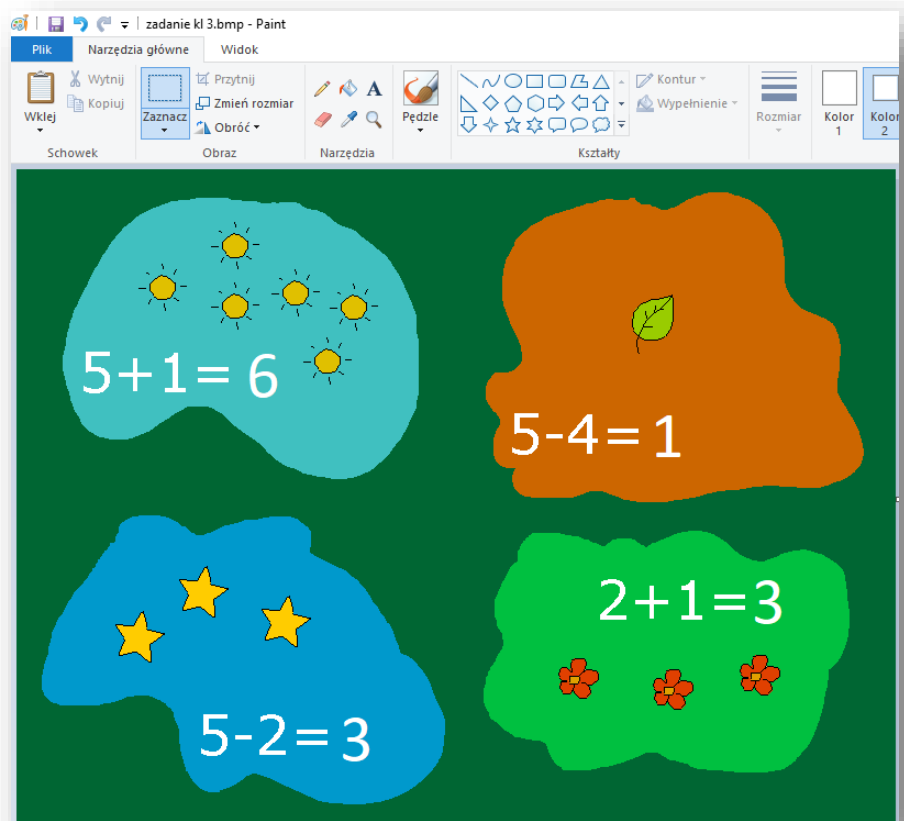 zadanie kl 3.bmp - Paint
Plik Narzędzia główne Widok
Wklej
Wytnij
Kopiuj
Schowek
Zaznacz
Przytnij
Zmień rozmiar
Obróć
Obraz
A
Narzędzia
Pędzle
Kształty
Kontur
Wypełnienie
Rozmiar
Kolor 1
Kolor 2
5+1= 6
5-4=1
5-2=3
2+1=3